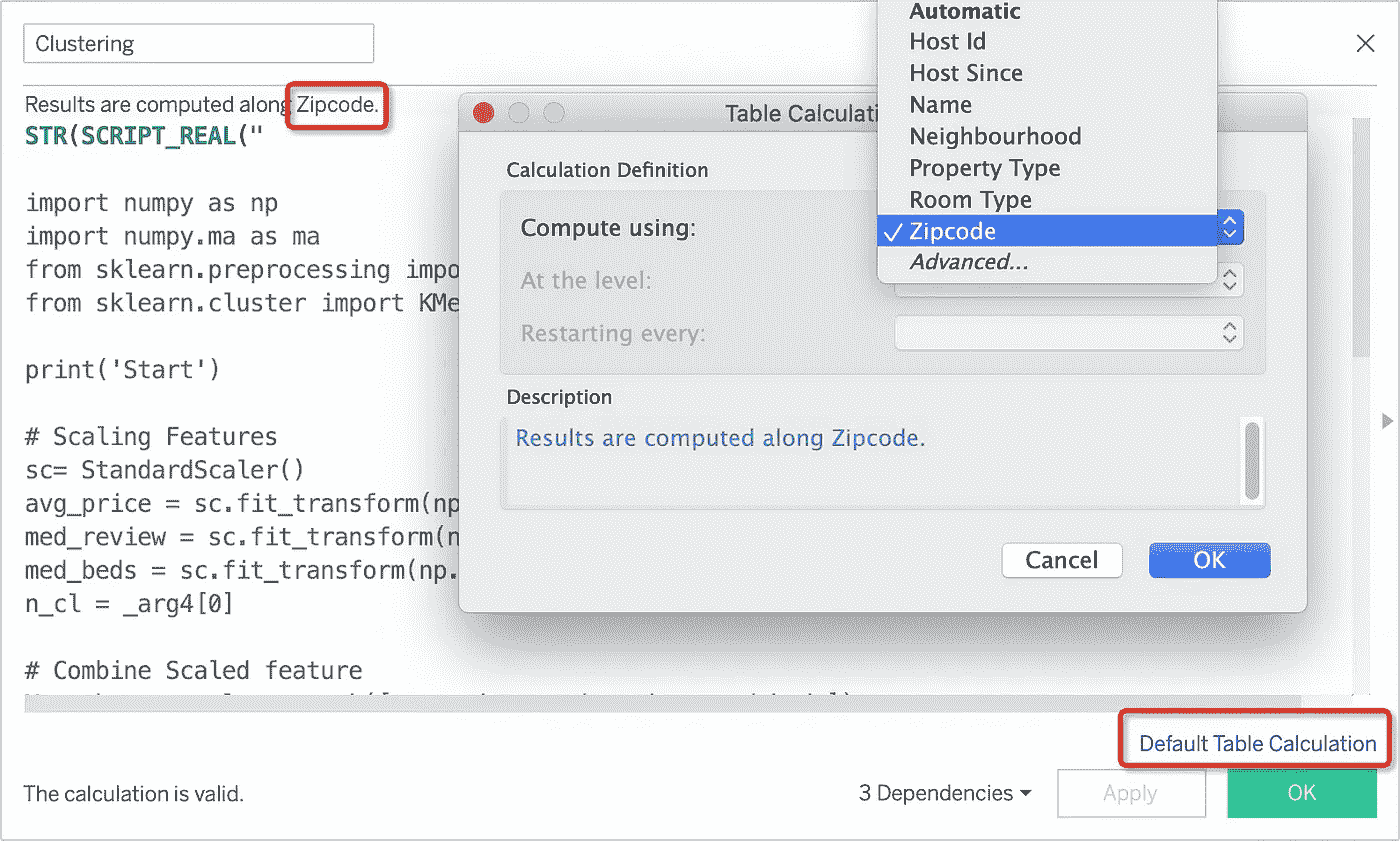 Clustering
Results are computed along Zipcode.
STR(SCRIPT_REAL("
import numpy as np
import numpy.ma as ma
from sklearn.preprocessing impo
from sklearn.cluster import KMe
print('Start')
# Scaling Features
sc= StandardScaler()
avg_price = sc.fit_transform(np
med_review = sc.fit_transform(n
med_beds = sc.fit_transform(np.
n_cl = _arg4[0]
# Combine Scaled feature
Table Calculati
Calculation Definition
Compute using:
At the level:
Restarting every:
Automatic
Host Id
Host Since
Name
Neighbourhood
Property Type
Room Type
✓ Zipcode
Advanced...
Description
Results are computed along Zipcode.
Cancel
OK
Default Table Calculation
The calculation is valid.
3 Dependencies
Apply
OK